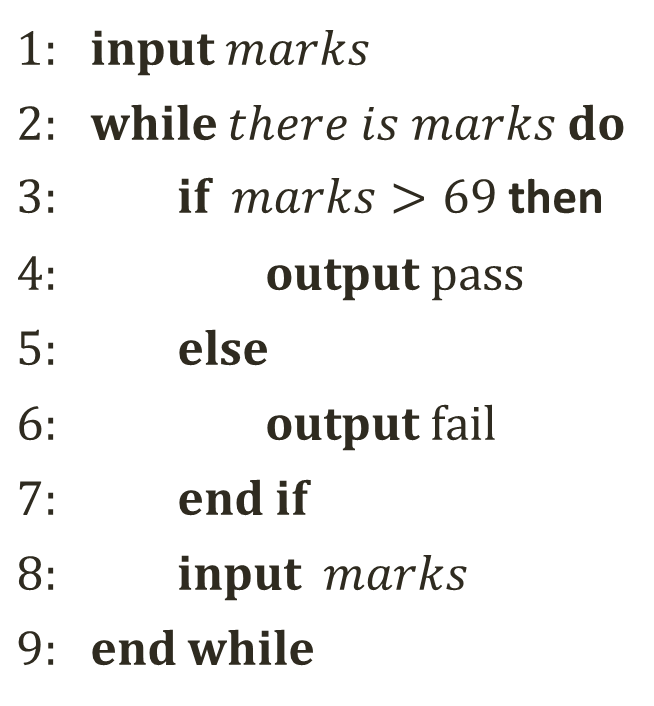 1: input marks
2: while there is marks do
3: if marks > 69 then
4: output pass
5: else
6: output fail
7: end if
8: input marks
9: end while